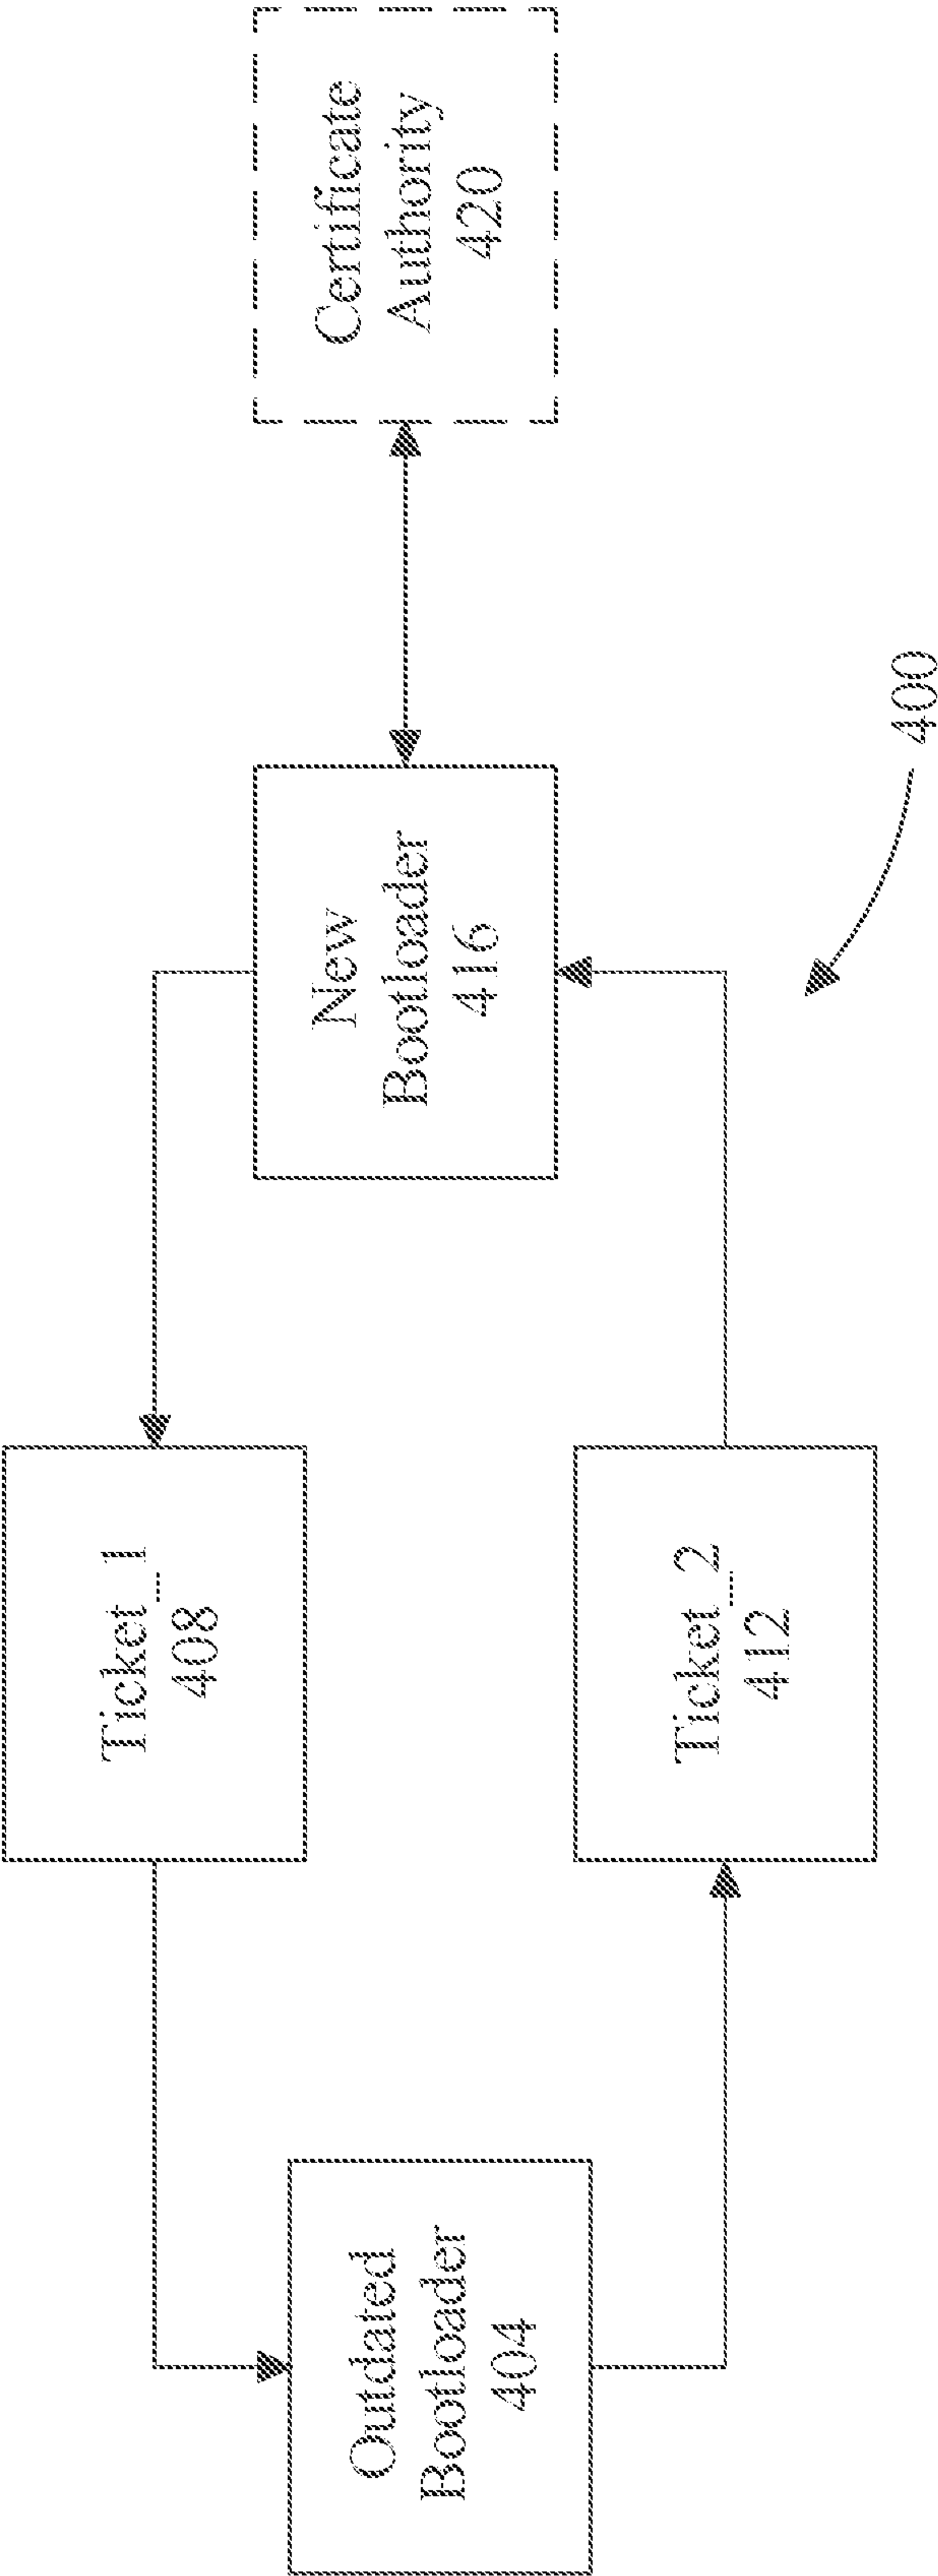 Outdated
Bootloader
404
Ticket_1
408
Ticket_2
412
New
Bootloader
416
Certificate
Authority
420
400